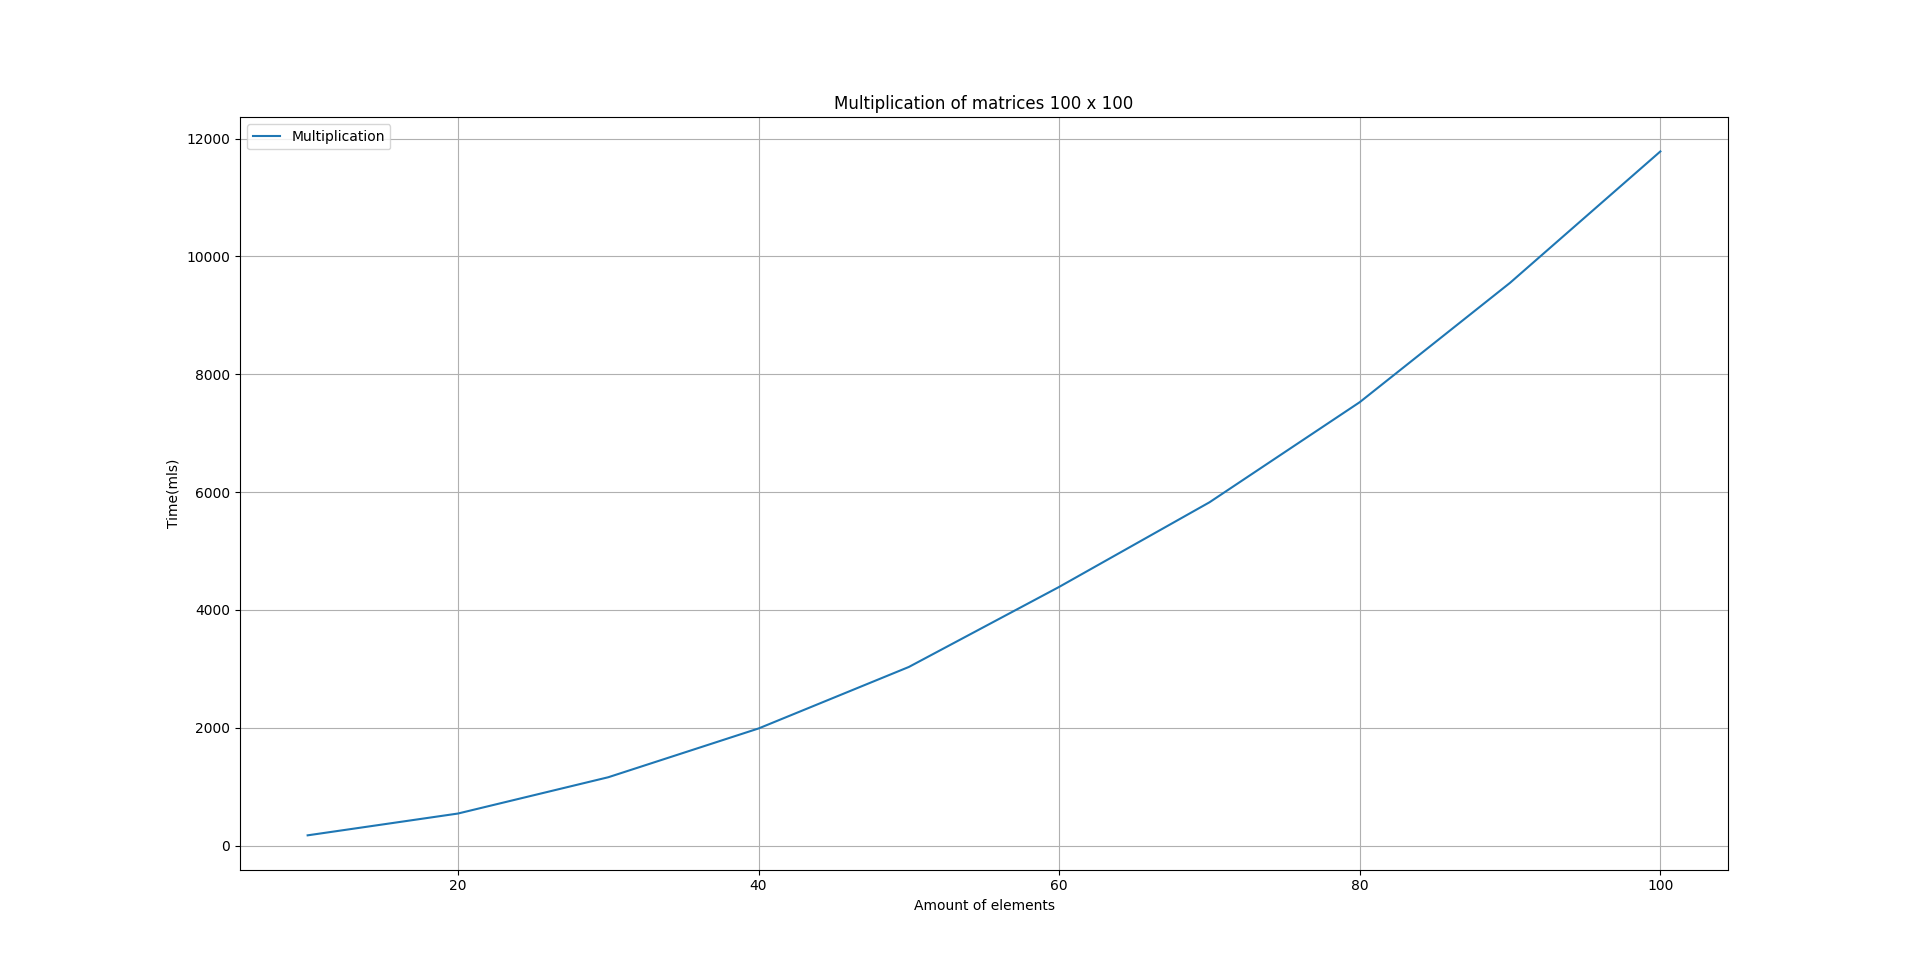 Multiplication of matrices 100 x 100
Multiplication
12000
10000
8000
6000
4000
2000
0
Time(mls)
20 40 60 80 100
Amount of elements